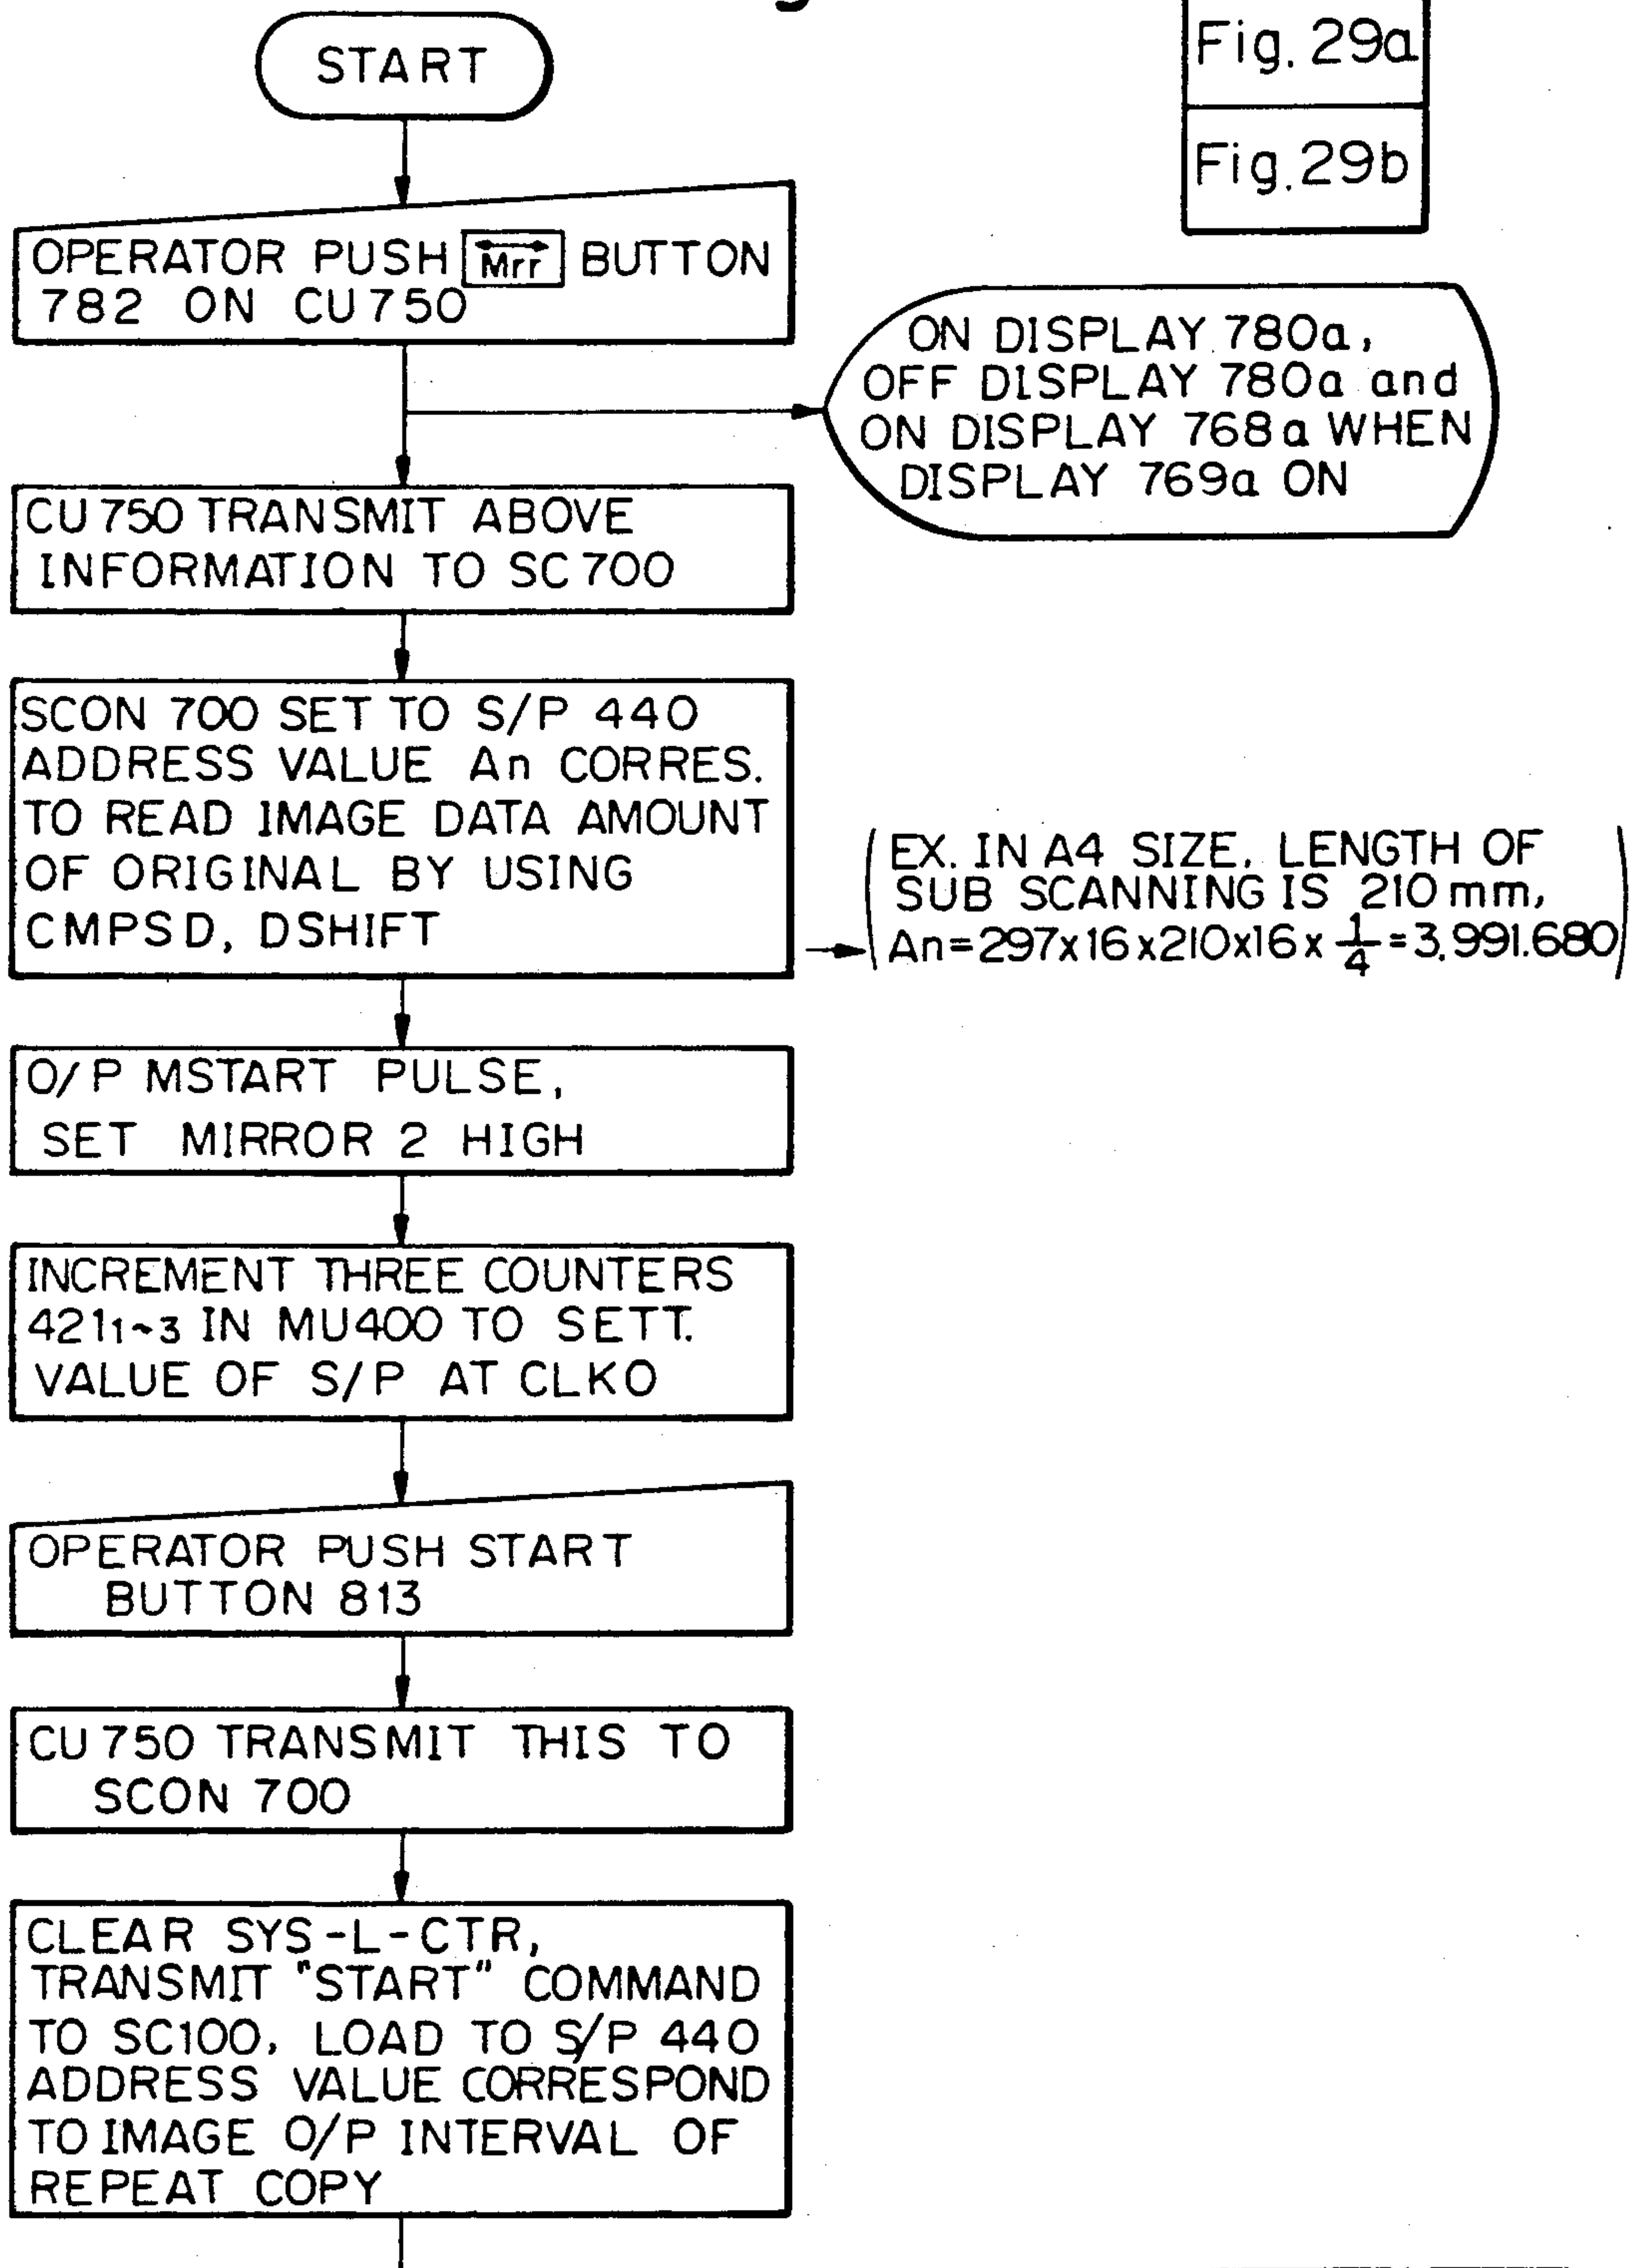 Fig. 29a
Fig. 29b
START
OPERATOR PUSH Mrr BUTTON
782 ON CU750
ON DISPLAY 780a,
OFF DISPLAY 780a and
ON DISPLAY 768a WHEN
DISPLAY 769a ON
CU750 TRANSMIT ABOVE
INFORMATION TO SC700
SCON 700 SET TO S/P 440
ADDRESS VALUE An CORRES.
TO READ IMAGE DATA AMOUNT
OF ORIGINAL BY USING
CMPSD, DSHIFT
(EX. IN A4 SIZE, LENGTH OF
SUB SCANNING IS 210mm,
An=297x16x210x16x 1/4 =3,991.680)
O/P MSTART PULSE,
SET MIRROR 2 HIGH
INCREMENT THREE COUNTERS
4211~3 IN MU400 TO SETT.
VALUE OF S/P AT CLKO
OPERATOR PUSH START
BUTTON 813
CU750 TRANSMIT THIS TO
SCON 700
CLEAR SYS-L-CTR,
TRANSMIT "START" COMMAND
TO SC100, LOAD TO S/P 440
ADDRESS VALUE CORRESPOND
TO IMAGE O/P INTERVAL OF
REPEAT COPY